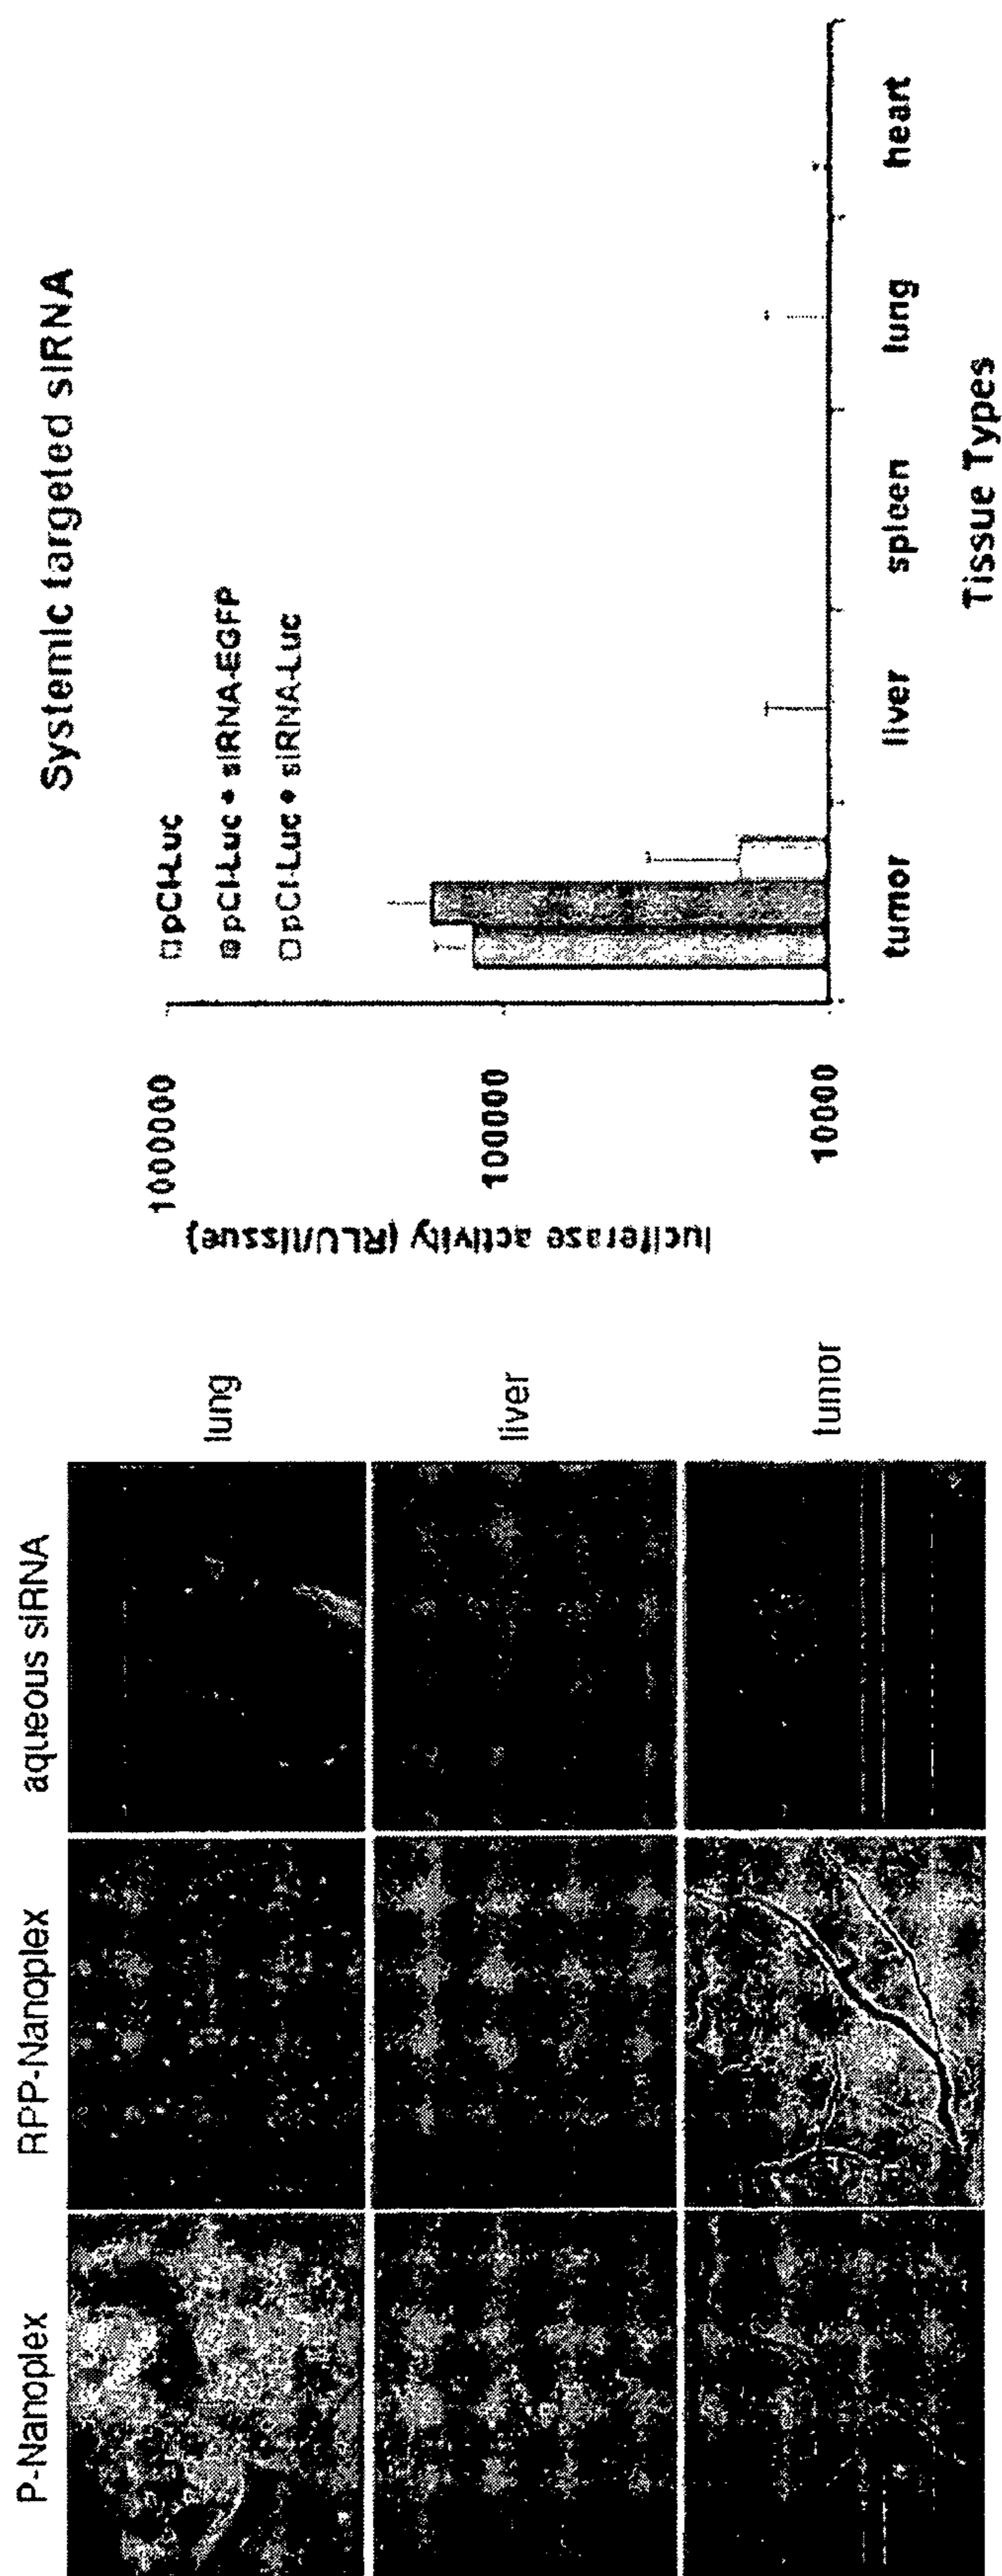 P-Nanoplex
RPP-Nanoplex
aqueous siRNA
lung
liver
tumor
Systemic targeted siRNA
pCI-Luc
pCI-Luc + siRNA-EGFP
pCI-Luc + siRNA-Luc
luciferase activity (RLU/tissue)
1000000
100000
10000
tumor
liver
spleen
lung
heart
Tissue Types